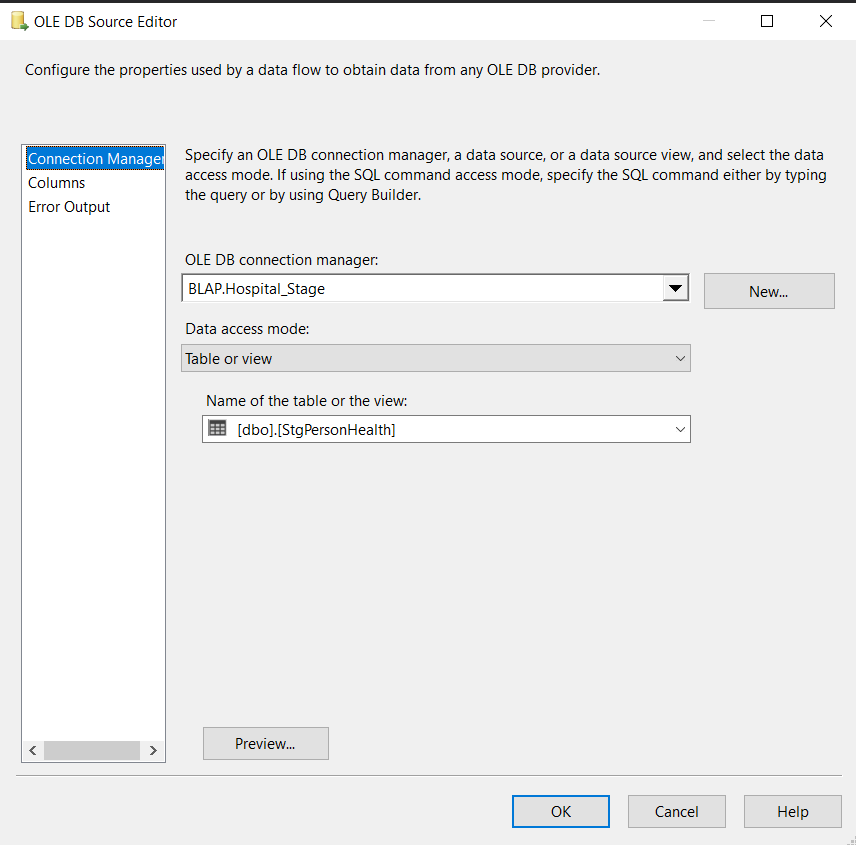 OLE DB Source Editor
Configure the properties used by a data flow to obtain data from any OLE DB provider.
Connection Manager
Columns
Error Output
Specify an OLE DB connection manager, a data source, or a data source view, and select the data
access mode. If using the SQL command access mode, specify the SQL command either by typing
the query or by using Query Builder.
OLE DB connection manager:
BLAP.Hospital_Stage
New...
Data access mode:
Table or view
Name of the table or the view:
[dbo].[StgPersonHealth]
Preview...
OK
Cancel
Help